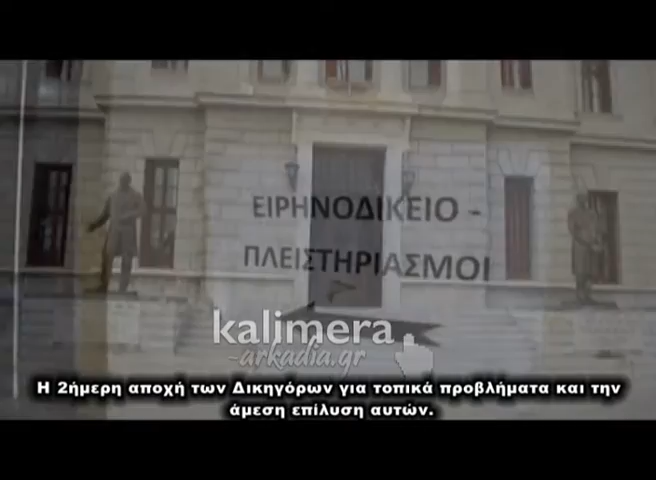 ΕΙΡΗΝΟΔΙΚΕΙΟ -
ΠΛΕΙΣΤΗΡΙΑΣΜΟΙ
kalimera
-arkadia.gr
Η 2ήμερη αποχή των Δικηγόρων για τοπικά προβλήματα και την
άμεση επίλυση αυτών.